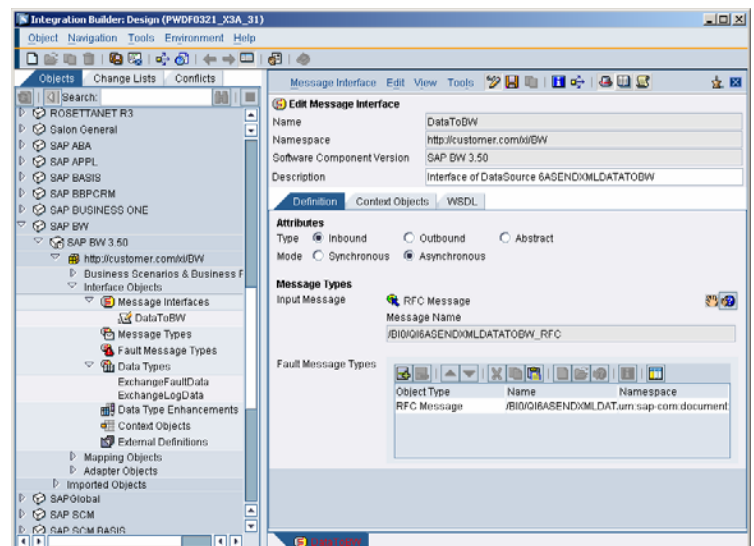 Integration Builder: Design (PWDF0321_X3A_31)
Object Navigation Tools Environment Help
Objects Change Lists Conflicts
Search:
ROSETTANET R3
Salon General
SAP ABA
SAP APPL
SAP BASIS
SAP BBPCRM
SAP BUSINESS ONE
SAP BW
SAP BW 3.50
http://customer.com/xi/BW
Business Scenarios & Business F
Interface Objects
Message Interfaces
DataToBW
Message Types
Fault Message Types
Data Types
ExchangeFaultData
ExchangeLogData
Data Type Enhancements
Context Objects
External Definitions
Mapping Objects
Adapter Objects
Imported Objects
SAPGlobal
SAP SCM
SAP SCM BASIS
Message Interface Edit View Tools
Edit Message Interface
Name DataToBW
Namespace http://customer.com/xi/BW
Software Component Version SAP BW 3.50
Description Interface of DataSource 6ASENDXMLDATATOBW
Definition Context Objects WSDL
Attributes
Type Inbound Outbound Abstract
Mode Synchronous Asynchronous
Message Types
Input Message RFC Message
Message Name
/BI0/QI6ASENDXMLDATATOBW_RFC
Fault Message Types
Object Type Name Namespace
RFC Message /BI0/QI6ASENDXMLDAT. urn:sap-com:document: